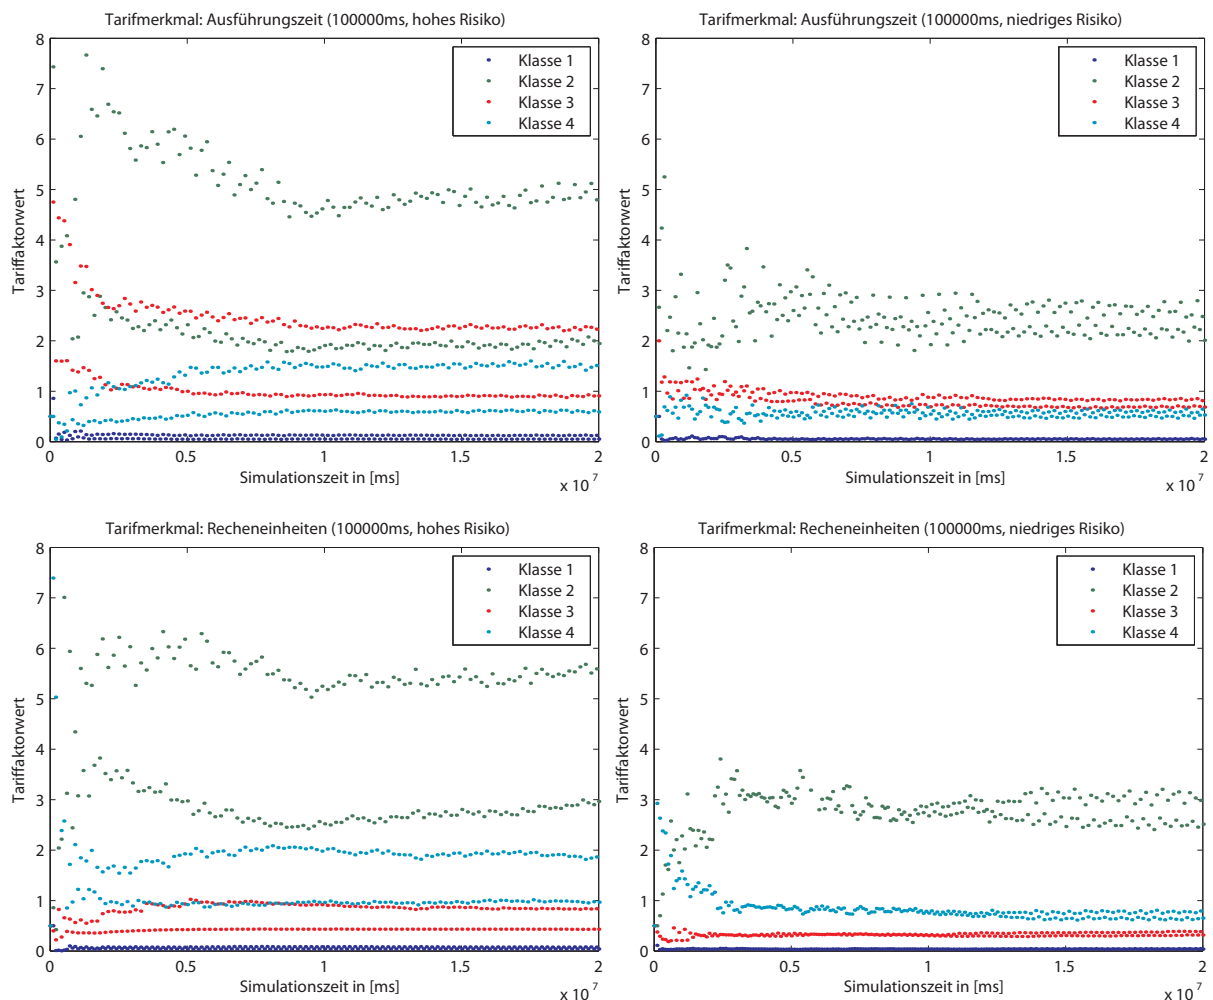 Tarifmerkmal: Ausführungszeit (100000ms, hohes Risiko)
8
7
6
5
4
3
2
1
0
Tariffaktorwert
Klasse 1
Klasse 2
Klasse 3
Klasse 4
0
0.5
1
1.5
2
Simulationszeit in [ms]
x 10 7
Tarifmerkmal: Ausführungszeit (100000ms, niedriges Risiko)
8
7
6
5
4
3
2
1
0
Tariffaktorwert
Klasse 1
Klasse 2
Klasse 3
Klasse 4
0
0.5
1
1.5
2
Simulationszeit in [ms]
x 10 7
Tarifmerkmal: Recheneinheiten (100000ms, hohes Risiko)
8
7
6
5
4
3
2
1
0
Tariffaktorwert
Klasse 1
Klasse 2
Klasse 3
Klasse 4
0
0.5
1
1.5
2
Simulationszeit in [ms]
x 10 7
Tarifmerkmal: Recheneinheiten (100000ms, niedriges Risiko)
8
7
6
5
4
3
2
1
0
Tariffaktorwert
Klasse 1
Klasse 2
Klasse 3
Klasse 4
0
0.5
1
1.5
2
Simulationszeit in [ms]
x 10 7